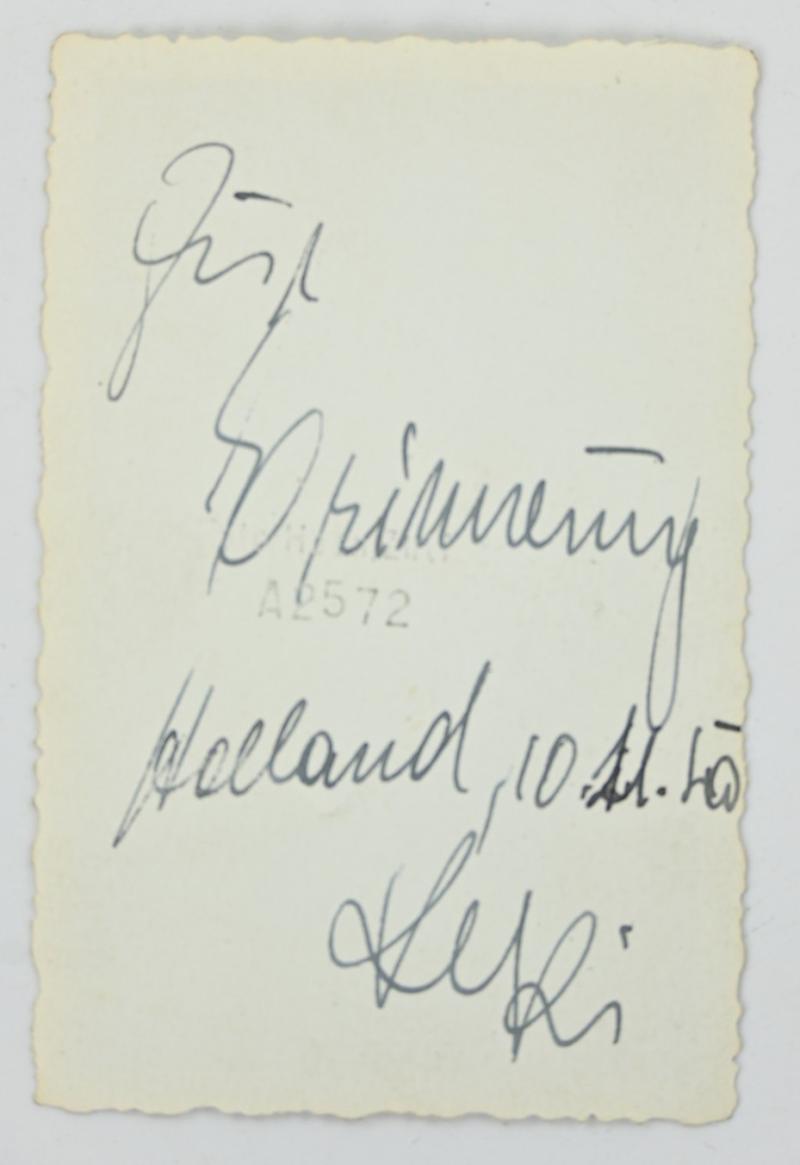 Zur
Erinnerung
A2572
Holland, 10.11.40